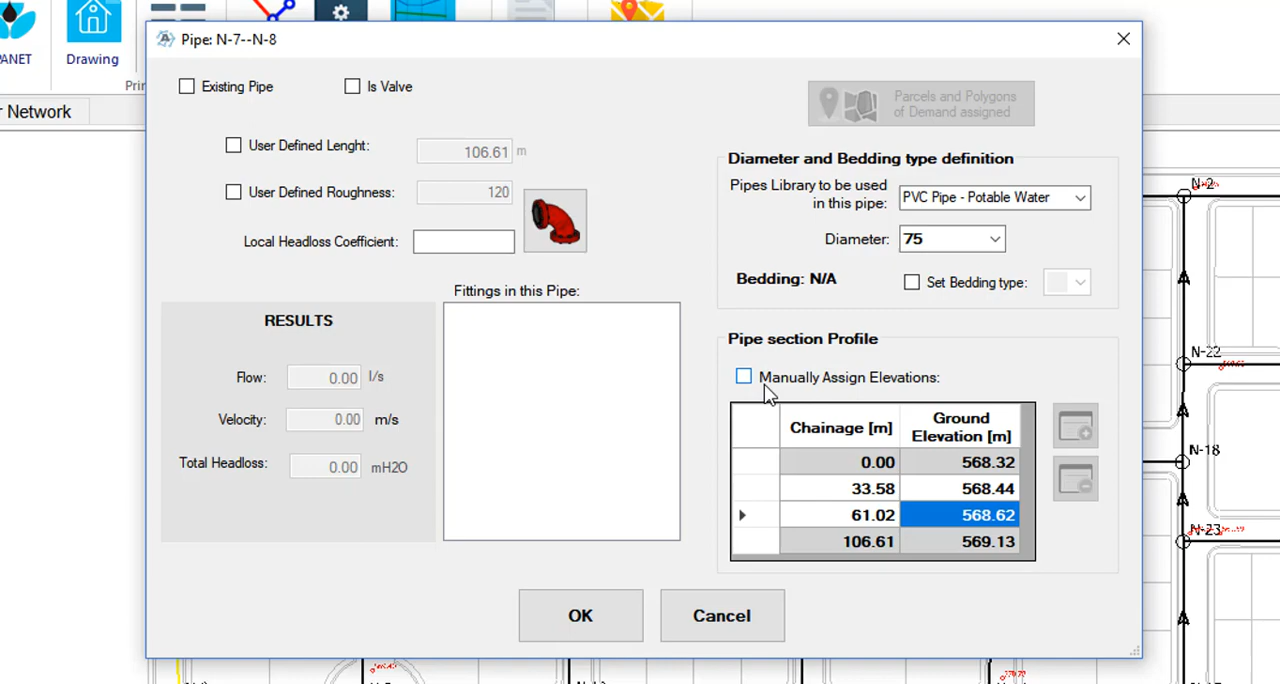 Pipe: N-7--N-8
Drawing
Existing Pipe
Is Valve
Parcels and Polygons
of Demand assigned
User Defined Lenght:
106.61 m
User Defined Roughness:
120
Local Headloss Coefficient:
Diameter and Bedding type definition
Pipes Library to be used
in this pipe:
PVC Pipe - Potable Water
Diameter:
75
Bedding: N/A
Set Bedding type:
Fittings in this Pipe:
RESULTS
Flow:
0.00 l/s
Velocity:
0.00 m/s
Total Headloss:
0.00 mH2O
Pipe section Profile
Manually Assign Elevations:
Chainage [m]
Ground
Elevation [m]
0.00 568.32
33.58 568.44
61.02 568.62
106.61 569.13
OK
Cancel
Network
N-2
N-22
N-18
N-23